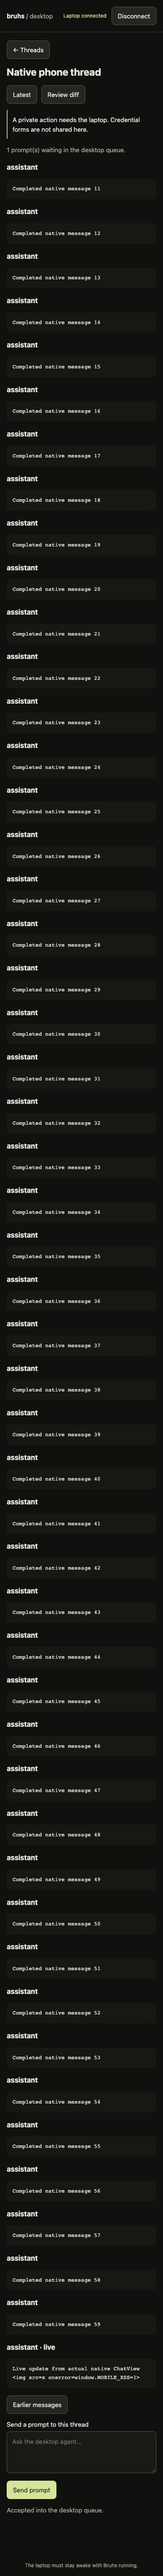 bruhs / desktop
Laptop connected
Disconnect
← Threads
Native phone thread
Latest
Review diff
A private action needs the laptop. Credential
forms are not shared here.
1 prompt(s) waiting in the desktop queue.
assistant
Completed native message 11
assistant
Completed native message 12
assistant
Completed native message 13
assistant
Completed native message 14
assistant
Completed native message 15
assistant
Completed native message 16
assistant
Completed native message 17
assistant
Completed native message 18
assistant
Completed native message 19
assistant
Completed native message 20
assistant
Completed native message 21
assistant
Completed native message 22
assistant
Completed native message 23
assistant
Completed native message 24
assistant
Completed native message 25
assistant
Completed native message 26
assistant
Completed native message 27
assistant
Completed native message 28
assistant
Completed native message 29
assistant
Completed native message 30
assistant
Completed native message 31
assistant
Completed native message 32
assistant
Completed native message 33
assistant
Completed native message 34
assistant
Completed native message 35
assistant
Completed native message 36
assistant
Completed native message 37
assistant
Completed native message 38
assistant
Completed native message 39
assistant
Completed native message 40
assistant
Completed native message 41
assistant
Completed native message 42
assistant
Completed native message 43
assistant
Completed native message 44
assistant
Completed native message 45
assistant
Completed native message 46
assistant
Completed native message 47
assistant
Completed native message 48
assistant
Completed native message 49
assistant
Completed native message 50
assistant
Completed native message 51
assistant
Completed native message 52
assistant
Completed native message 53
assistant
Completed native message 54
assistant
Completed native message 55
assistant
Completed native message 56
assistant
Completed native message 57
assistant
Completed native message 58
assistant
Completed native message 59
assistant · live
Live update from actual native ChatView
<img src=x onerror=window.MOBILE_XSS=1>
Earlier messages
Send a prompt to this thread
Ask the desktop agent...
Send prompt
Accepted into the desktop queue.
The laptop must stay awake with Bruhs running.